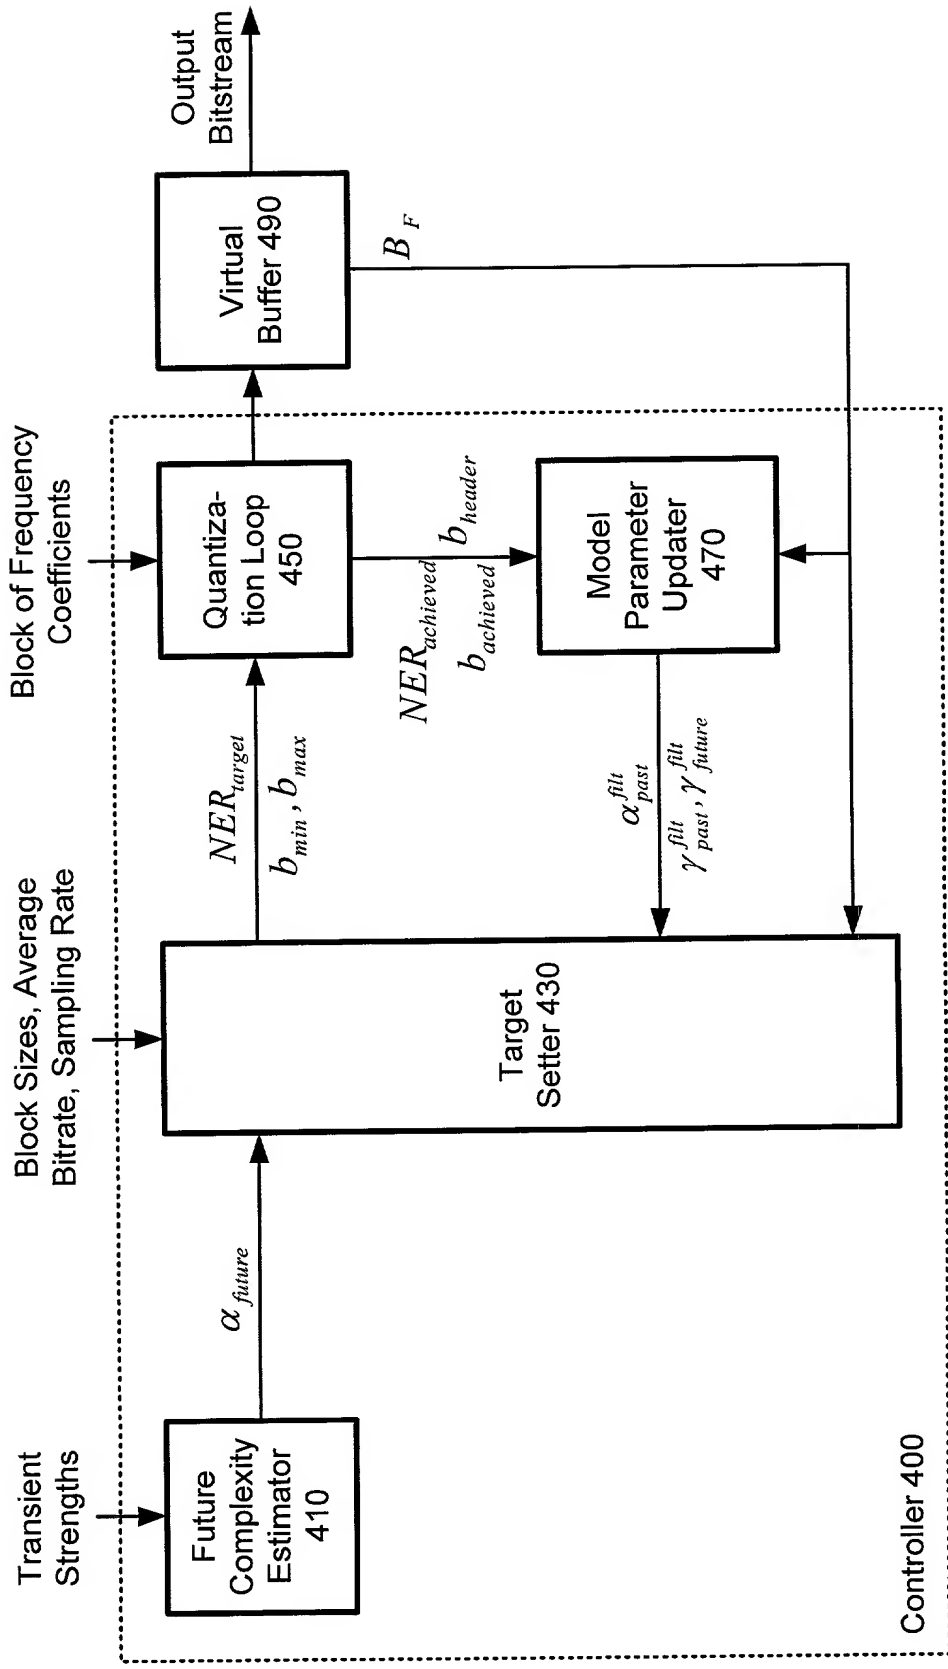 Transient
Strengths
Block Sizes, Average
Bitrate, Sampling Rate
Block of Frequency
Coefficients
Future
Complexity
Estimator
410
α_future
Target
Setter 430
NER_target
b_min, b_max
Quantiza-
tion Loop
450
Virtual
Buffer 490
Output
Bitstream
B_F
NER_achieved b_header
b_achieved
Model
Parameter
Updater
470
α_past^filt
γ_past^filt, γ_future^filt
Controller 400